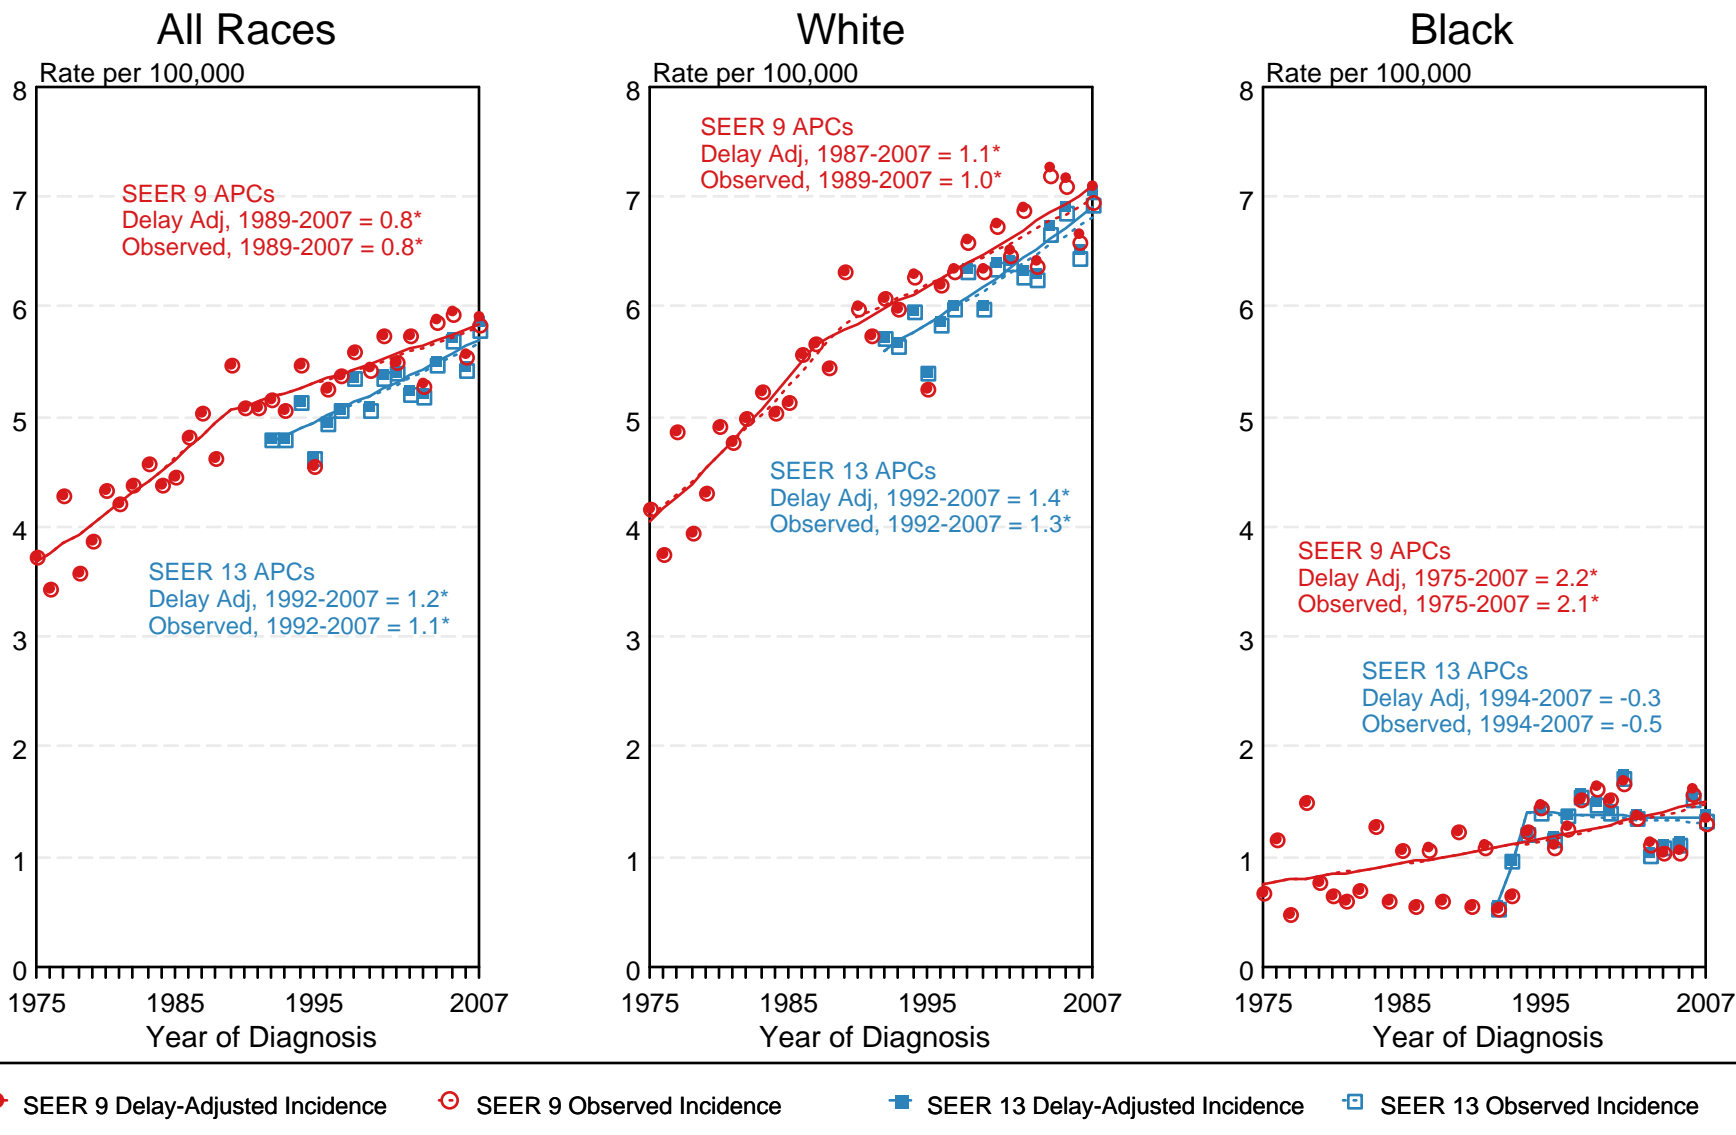 All Races
Rate per 100,000
8
7
6
5
4
3
2
1
0
SEER 9 APCs
Delay Adj, 1989-2007 = 0.8*
Observed, 1989-2007 = 0.8*
SEER 13 APCs
Delay Adj, 1992-2007 = 1.2*
Observed, 1992-2007 = 1.1*
1975 1985 1995 2007
Year of Diagnosis
White
Rate per 100,000
8
7
6
5
4
3
2
1
0
SEER 9 APCs
Delay Adj, 1987-2007 = 1.1*
Observed, 1989-2007 = 1.0*
SEER 13 APCs
Delay Adj, 1992-2007 = 1.4*
Observed, 1992-2007 = 1.3*
1975 1985 1995 2007
Year of Diagnosis
Black
Rate per 100,000
8
7
6
5
4
3
2
1
0
SEER 9 APCs
Delay Adj, 1975-2007 = 2.2*
Observed, 1975-2007 = 2.1*
SEER 13 APCs
Delay Adj, 1994-2007 = -0.3
Observed, 1994-2007 = -0.5
1975 1985 1995 2007
Year of Diagnosis
SEER 9 Delay-Adjusted Incidence SEER 9 Observed Incidence SEER 13 Delay-Adjusted Incidence SEER 13 Observed Incidence